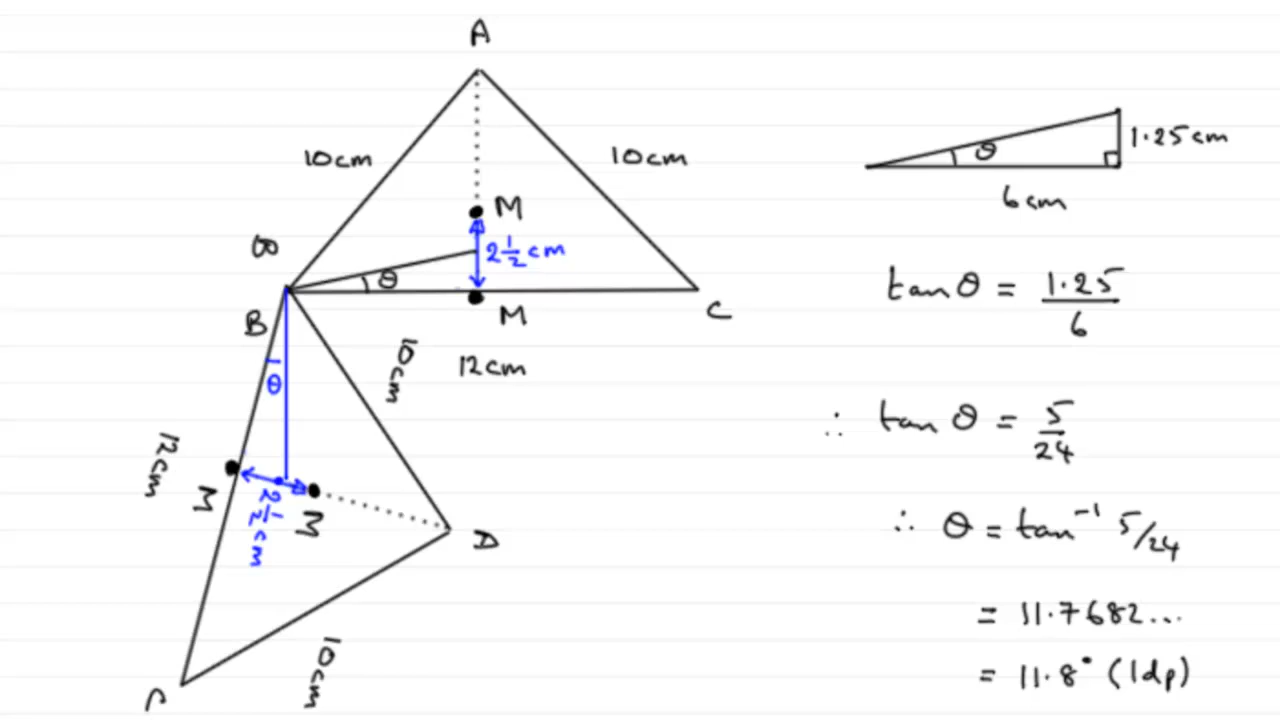 A
10cm
10cm
1.25cm
θ
6cm
M
B
2 1/2 cm
θ
M
C
B
12cm
10cm
θ
12cm
M
M
2 1/2 cm
D
10cm
C
tan θ = 1.25/6
∴ tan θ = 5/24
∴ θ = tan⁻¹ 5/24
= 11.7682...
= 11.8° (1dp)